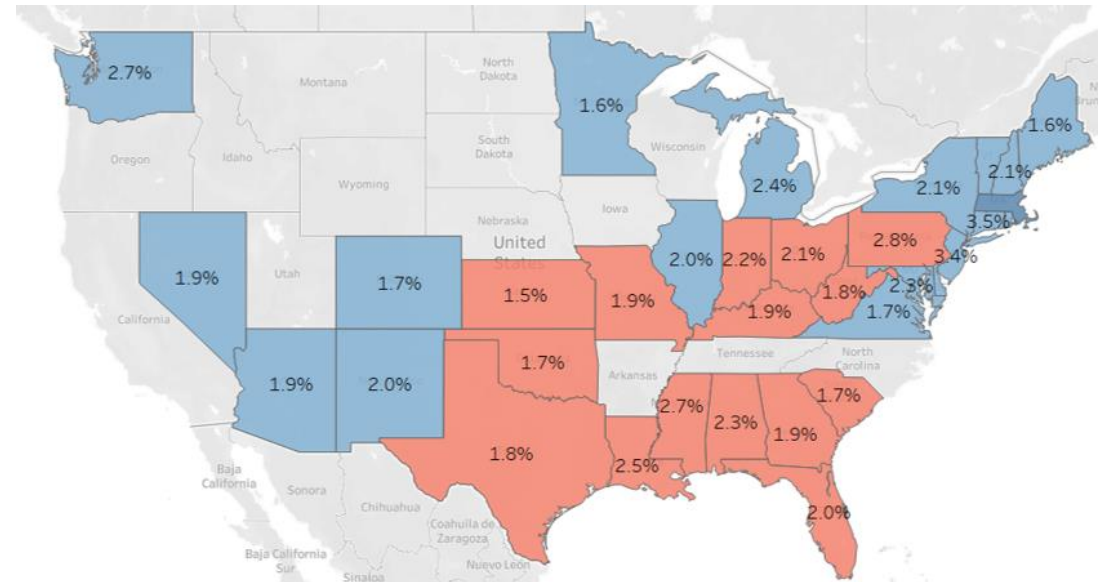 2.7%
Montana
North
Dakota
1.6%
1.6%
Oregon
Idaho
South
Dakota
Wisconsin
2.1%
Wyoming
2.4%
2.1%
Nebraska
Iowa
3.5%
United
States
2.8%
1.9%
Utah
1.7%
2.0%
2.2%
2.1%
3.4%
California
1.5%
1.9%
1.8%
2.3%
1.9%
1.7%
1.9%
2.0%
1.7%
Arkansas
Tennessee
North
Carolina
1.8%
2.7%
2.3%
1.9%
1.7%
2.5%
2.0%
Baja
California
Sonora
Chihuahua
Coahuila de
Zaragoza
Baja California
Sur
Sinaloa
Nuevo León